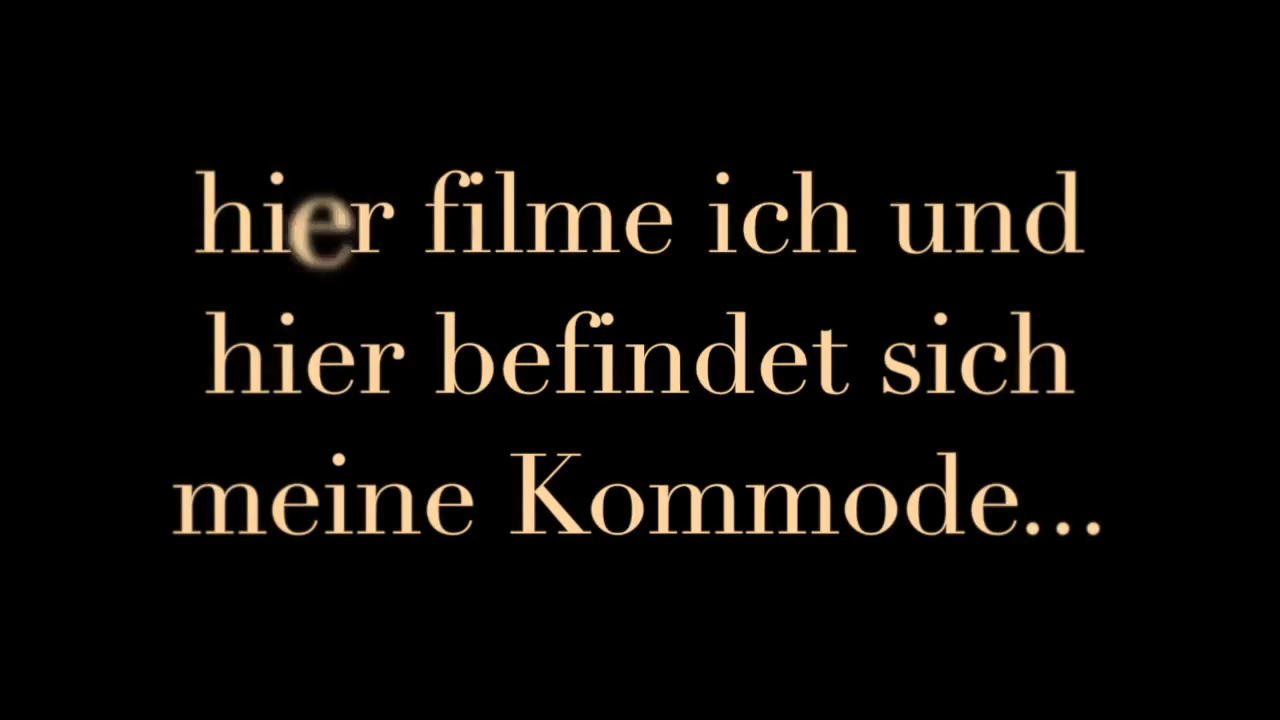 hier filme ich und
hier befindet sich
meine Kommode...